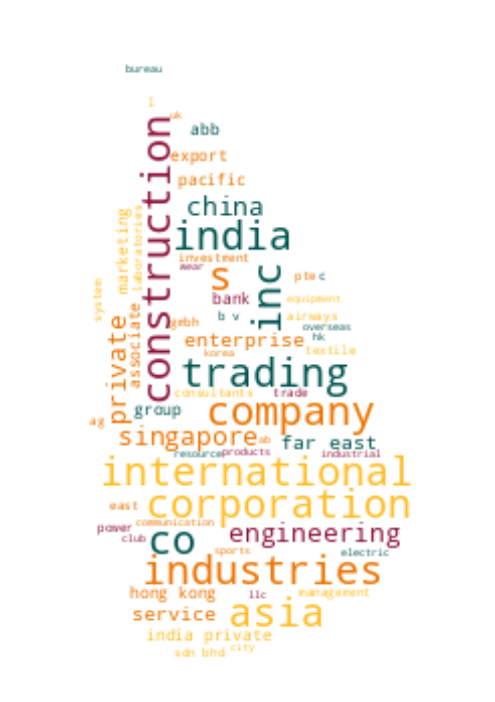 bureau
l
uk
abb
construction
export
pacific
china
marketing
laboratories
india
investment
wear
s
inc
ptec
system
bank
equipment
b v
airways
gebh
overseas
private
associate
enterprise
hk
korea
textile
trading
consultants
trade
group
company
ag
singapore
ab
far east
resource
products
industrial
international
corporation
east
communication
power
club
co
engineering
sports
electric
industries
hong kong
llc
management
service
asia
india private
sdn bhd
city